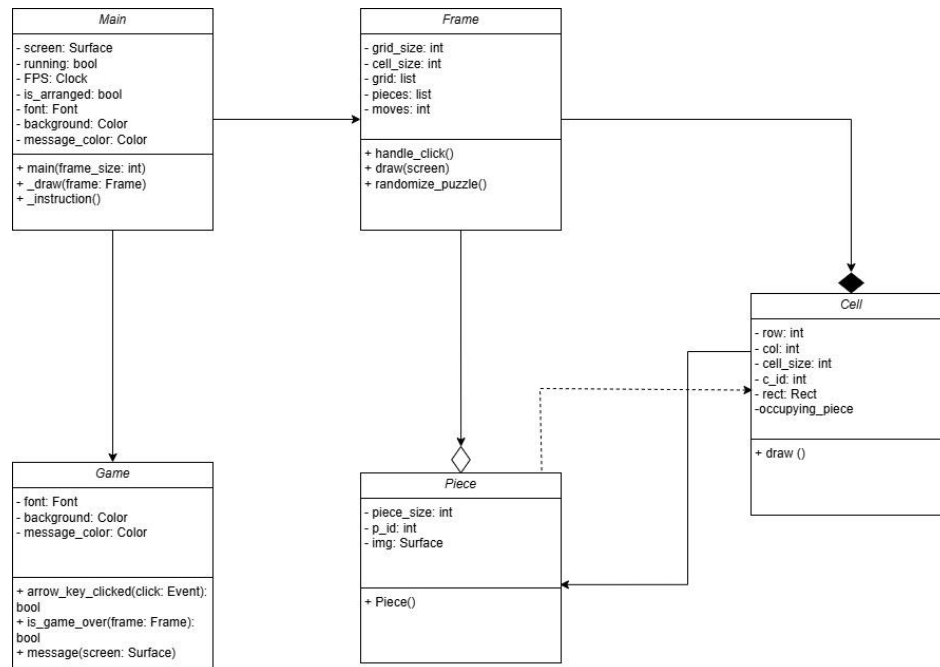 Main
- screen: Surface
- running: bool
- FPS: Clock
- is_arranged: bool
- font: Font
- background: Color
- message_color: Color
+ main(frame_size: int)
+ _draw(frame: Frame)
+ _instruction()
Frame
- grid_size: int
- cell_size: int
- grid: list
- pieces: list
- moves: int
+ handle_click()
+ draw(screen)
+ randomize_puzzle()
Cell
- row: int
- col: int
- cell_size: int
- c_id: int
- rect: Rect
-occupying_piece
+ draw ()
Game
- font: Font
- background: Color
- message_color: Color
+ arrow_key_clicked(click: Event):
bool
+ is_game_over(frame: Frame):
bool
+ message(screen: Surface)
Piece
- piece_size: int
- p_id: int
- img: Surface
+ Piece()